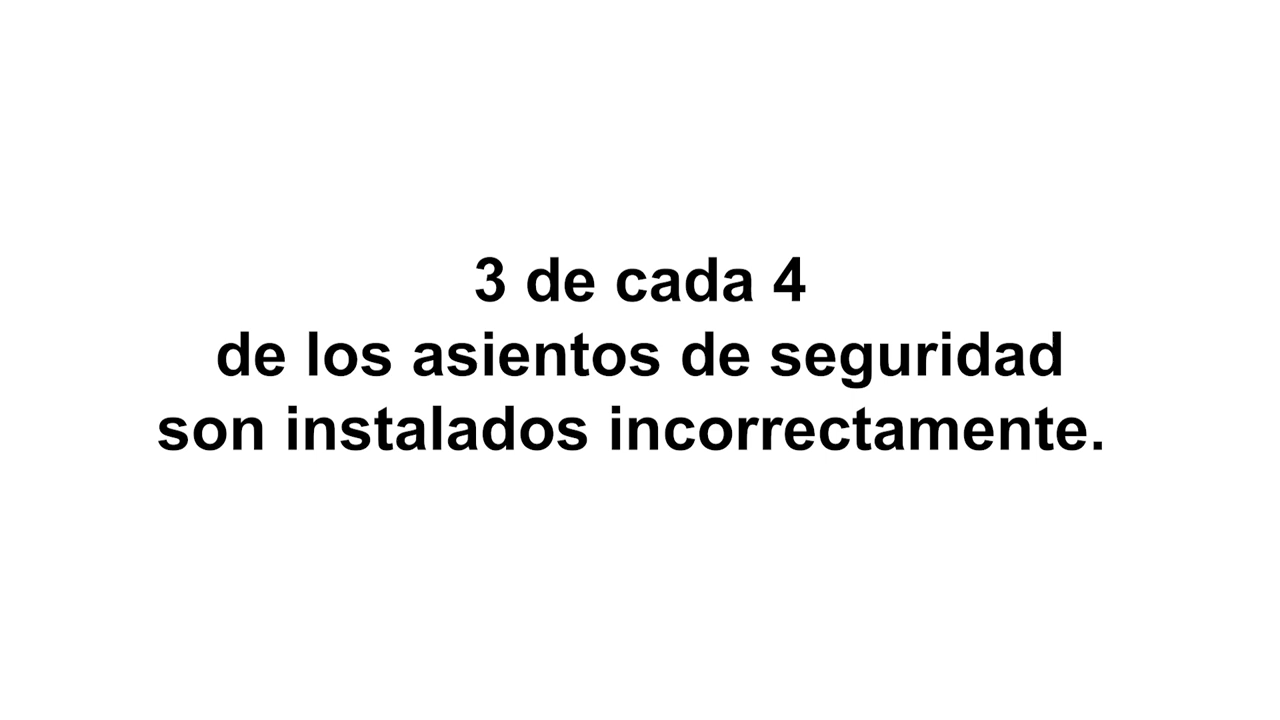 3 de cada 4
de los asientos de seguridad
son instalados incorrectamente.